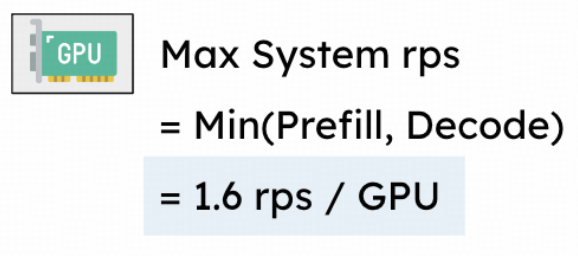 GPU
Max System rps
= Min(Prefill, Decode)
= 1.6 rps / GPU